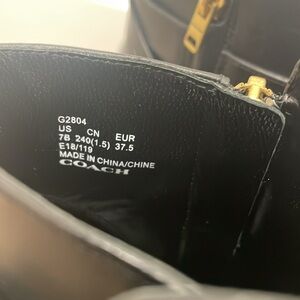 G2804
US CN EUR
7B 240(1.5) 37.5
E18/119
MADE IN CHINA/CHINE
COACH